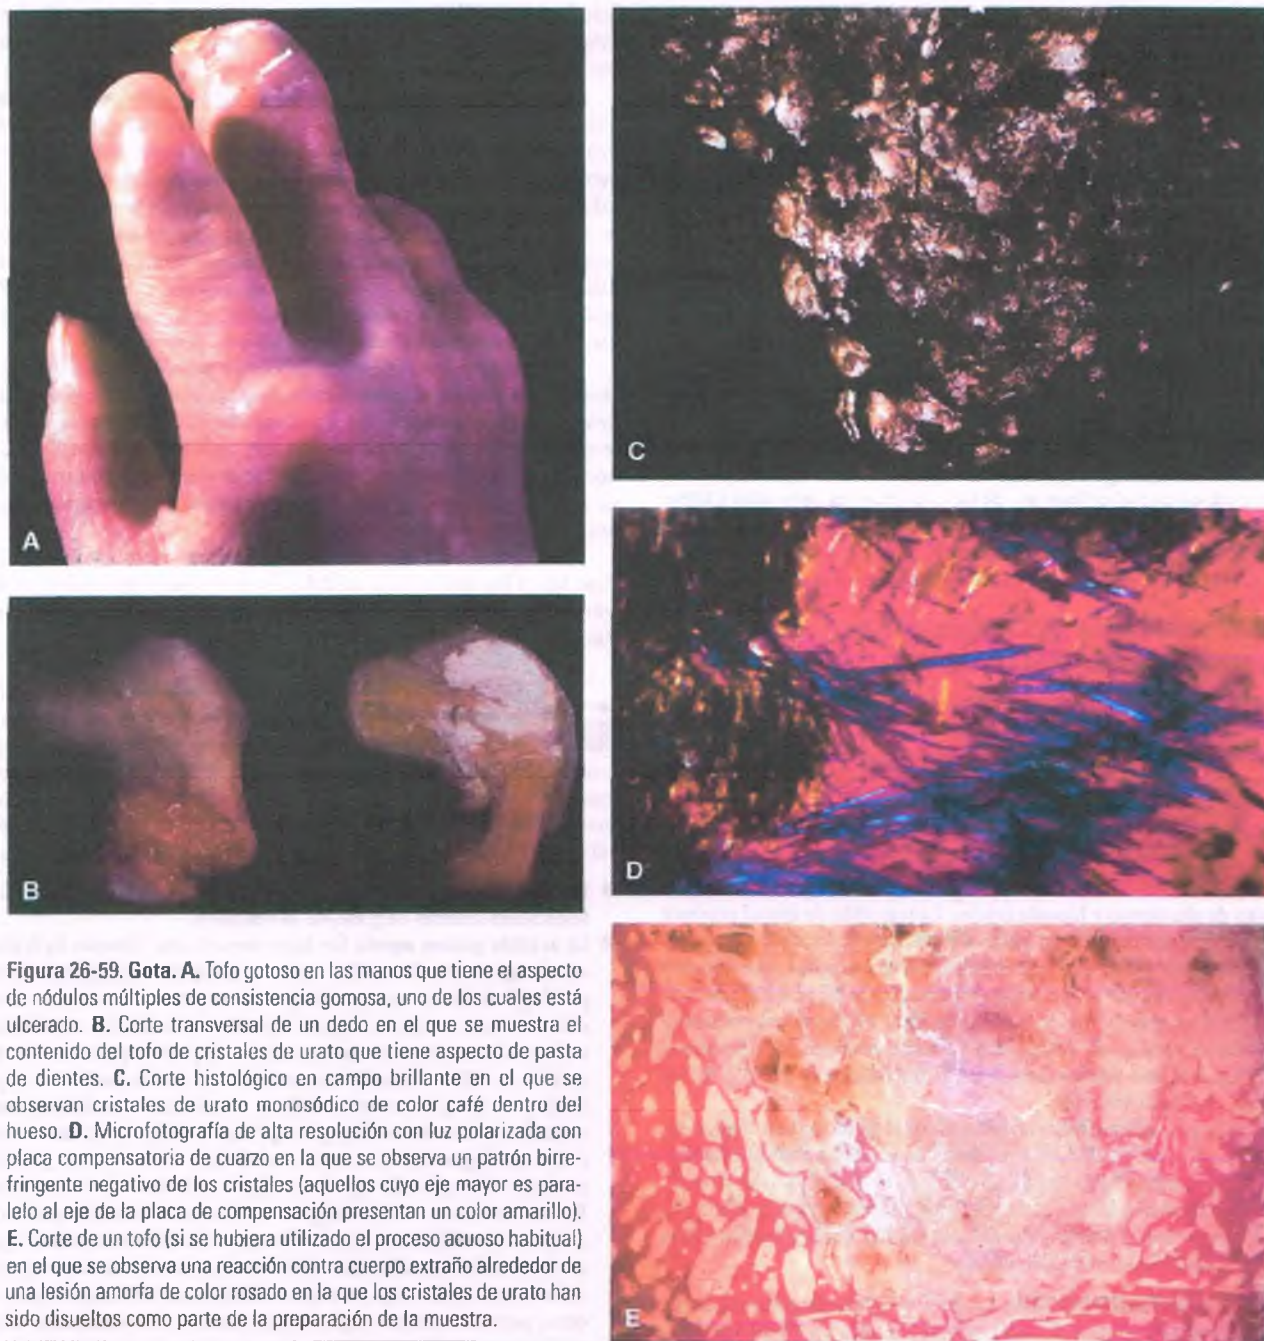 A
C
B
D
E
Figura 26-59. Gota. A. Tofo gotoso en las manos que tiene el aspecto
de nódulos múltiples de consistencia gomosa, uno de los cuales está
ulcerado. B. Corte transversal de un dedo en el que se muestra el
contenido del tofo de cristales de urato que tiene aspecto de pasta
de dientes. C. Corte histológico en campo brillante en el que se
observan cristales de urato monosódico de color café dentro del
hueso. D. Microfotografía de alta resolución con luz polarizada con
placa compensatoria de cuarzo en la que se observa un patrón birre-
fringente negativo de los cristales (aquellos cuyo eje mayor es para-
lelo al eje de la placa de compensación presentan un color amarillo).
E. Corte de un tofo (si se hubiera utilizado el proceso acuoso habitual)
en el que se observa una reacción contra cuerpo extraño alrededor de
una lesión amorfa de color rosado en la que los cristales de urato han
sido disueltos como parte de la preparación de la muestra.